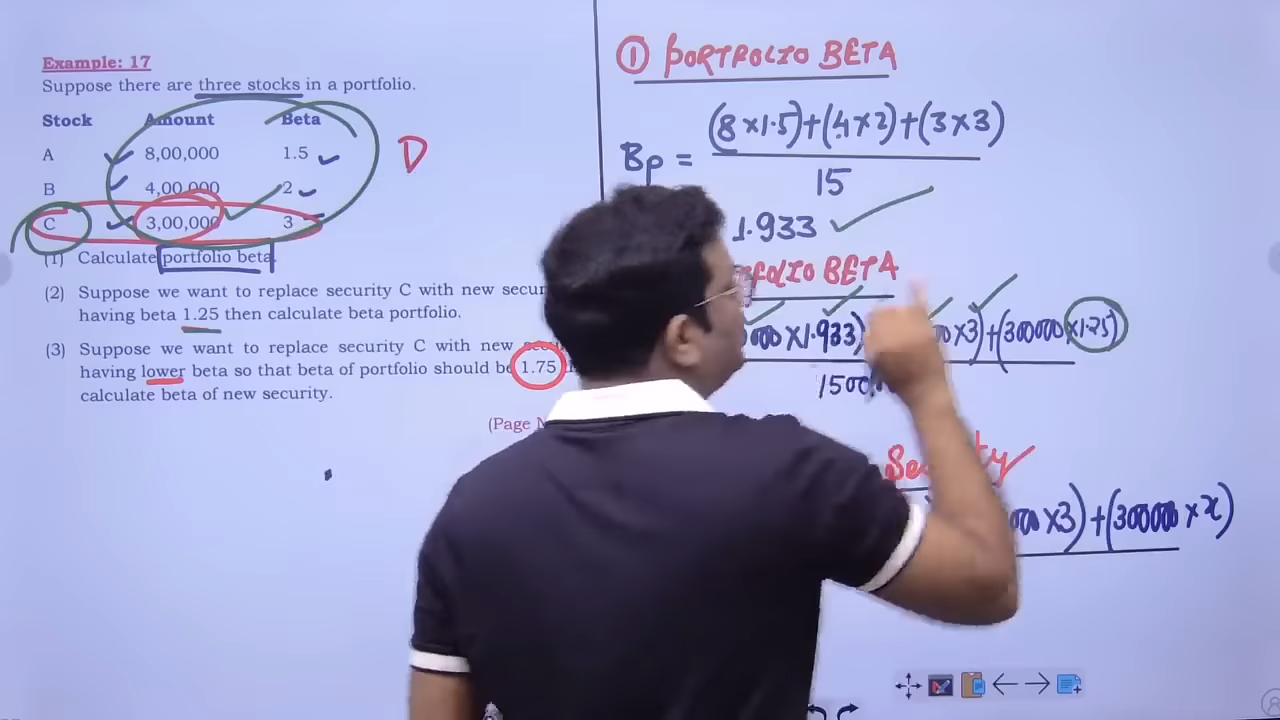 Example: 17
Suppose there are three stocks in a portfolio.
Stock Amount Beta
A 8,00,000 1.5
B 4,00,000 2
C 3,00,000 3
D
(1) Calculate portfolio beta
(2) Suppose we want to replace security C with new
having beta 1.25 then calculate beta portfolio.
(3) Suppose we want to replace security C with new
having lower beta so that beta of portfolio should be 1.75
calculate beta of new security.
(Page
① PORTFOLIO BETA
Bp = (8×1.5)+(4×2)+(3×3)
15
1.933
BETA
×1.933) ×3)+(300000×1.25)
Security
×3)+(300000×x)